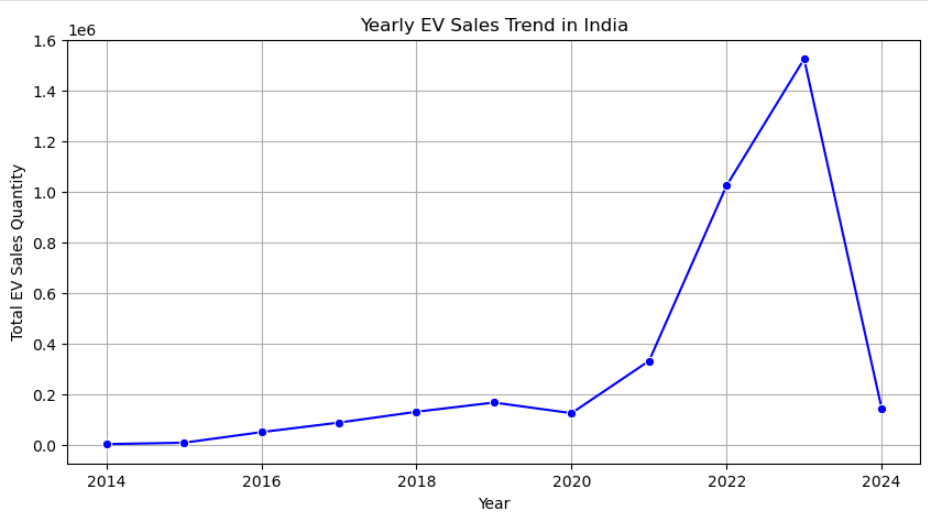 Yearly EV Sales Trend in India
1e6
1.6
1.4
1.2
1.0
0.8
0.6
0.4
0.2
0.0
Total EV Sales Quantity
2014 2016 2018 2020 2022 2024
Year